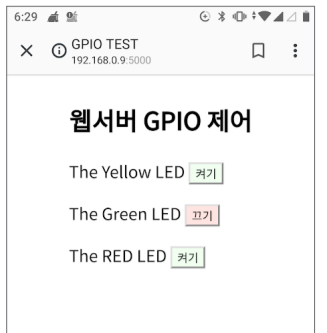 6:29
GPIO TEST
192.168.0.9:5000
웹서버 GPIO 제어
The Yellow LED 켜기
The Green LED 끄기
The RED LED 켜기